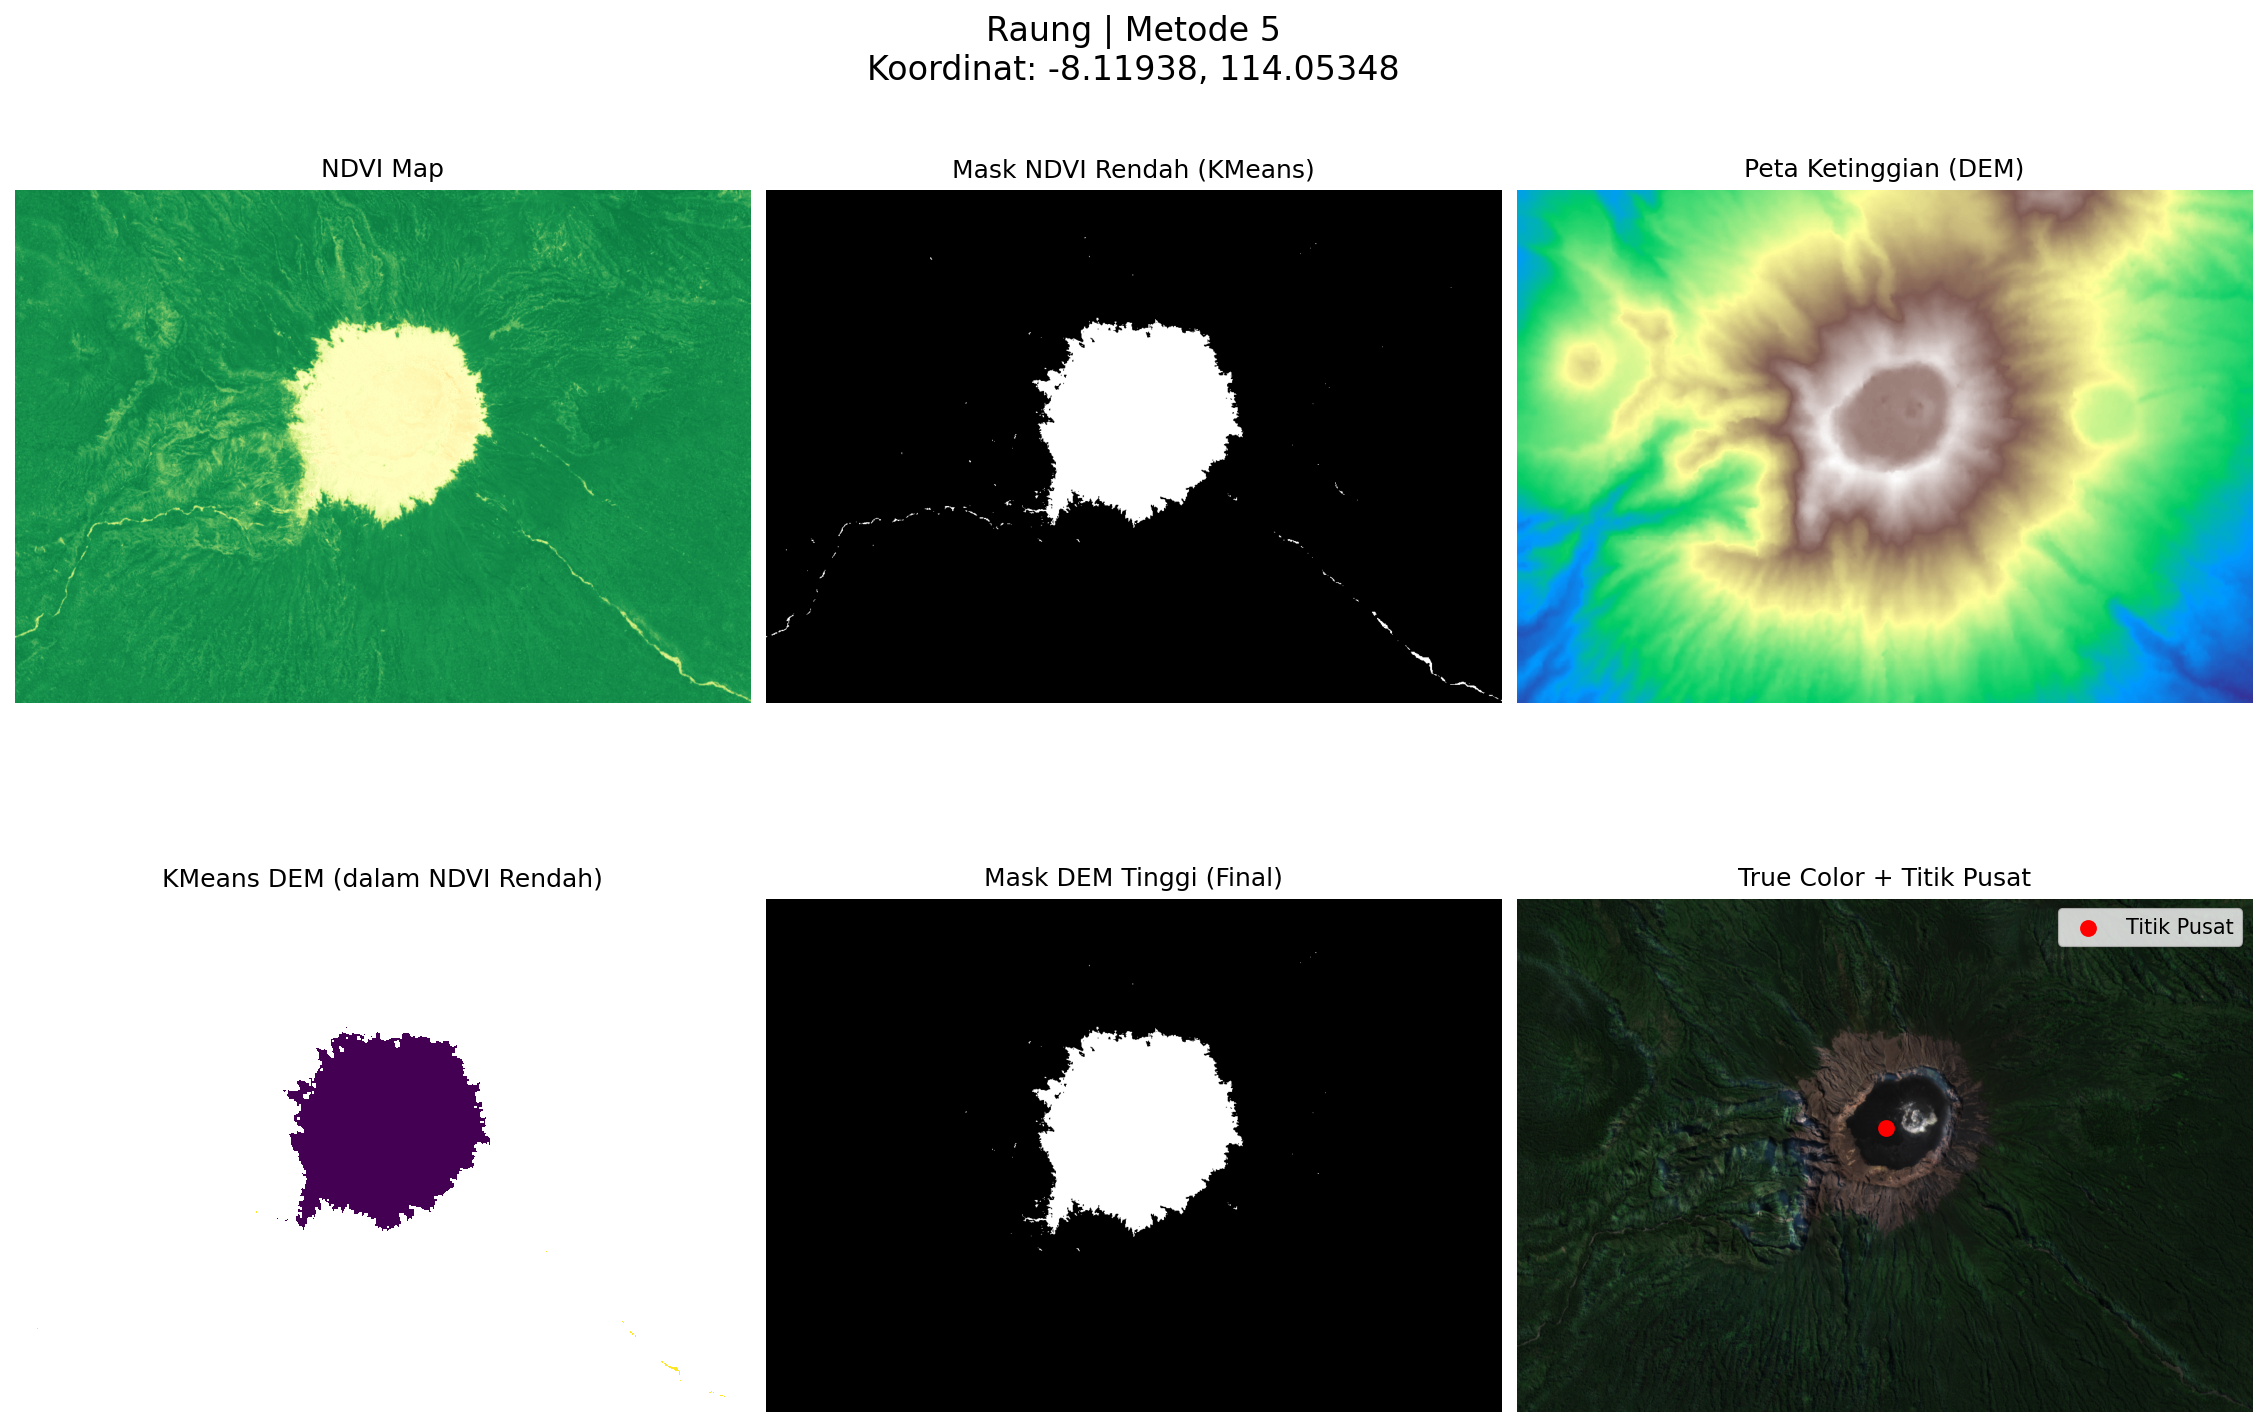 Raung | Metode 5
Koordinat: -8.11938, 114.05348
NDVI Map
Mask NDVI Rendah (KMeans)
Peta Ketinggian (DEM)
KMeans DEM (dalam NDVI Rendah)
Mask DEM Tinggi (Final)
True Color + Titik Pusat
Titik Pusat